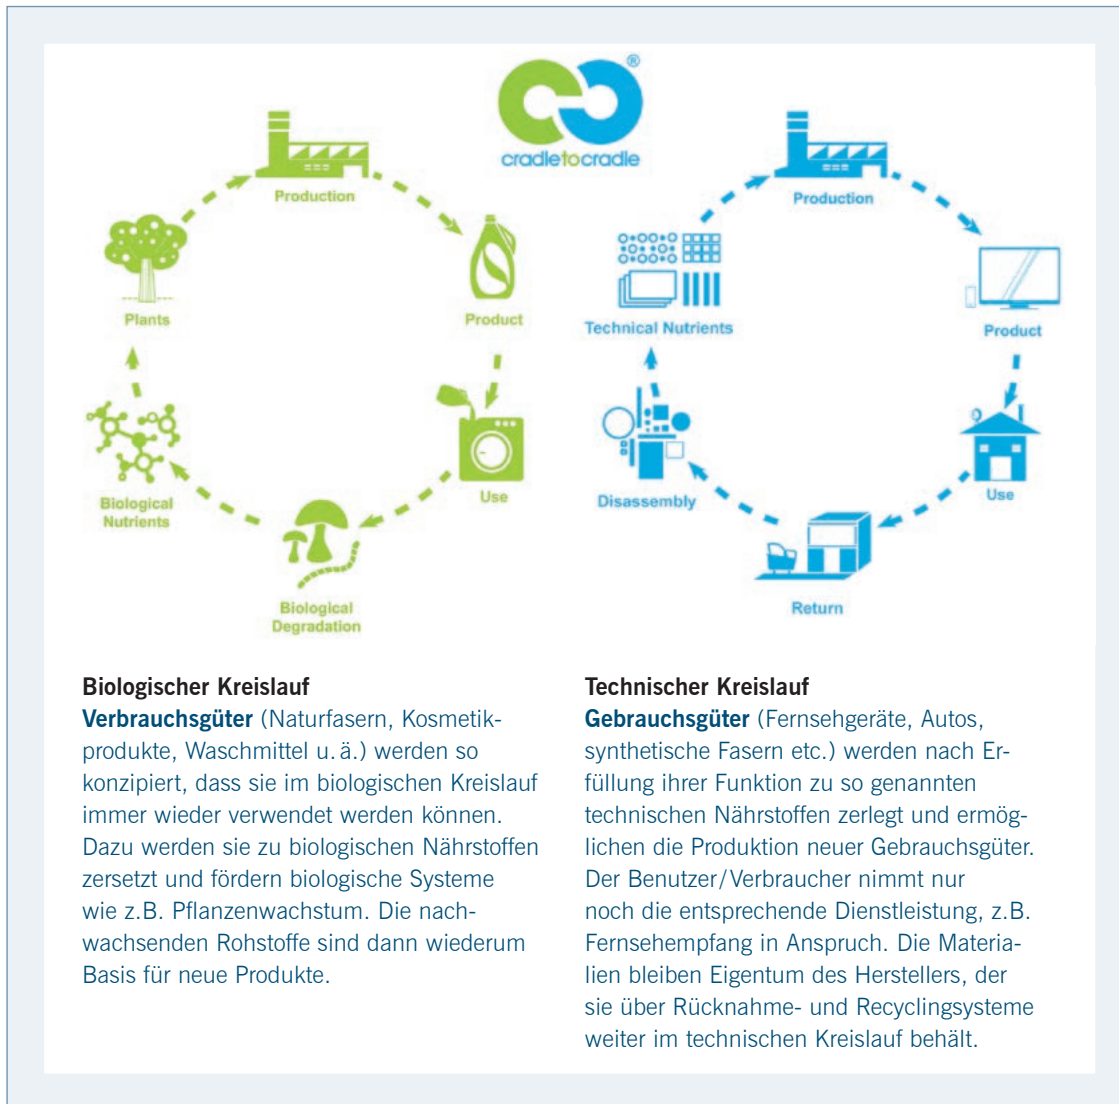 ®
cradletocradle
Production
Product
Use
Biological
Degradation
Biological
Nutrients
Plants
Production
Product
Use
Return
Disassembly
Technical Nutrients
Biologischer Kreislauf
Verbrauchsgüter (Naturfasern, Kosmetik-
produkte, Waschmittel u. ä.) werden so
konzipiert, dass sie im biologischen Kreislauf
immer wieder verwendet werden können.
Dazu werden sie zu biologischen Nährstoffen
zersetzt und fördern biologische Systeme
wie z.B. Pflanzenwachstum. Die nach-
wachsenden Rohstoffe sind dann wiederum
Basis für neue Produkte.
Technischer Kreislauf
Gebrauchsgüter (Fernsehgeräte, Autos,
synthetische Fasern etc.) werden nach Er-
füllung ihrer Funktion zu so genannten
technischen Nährstoffen zerlegt und ermög-
lichen die Produktion neuer Gebrauchsgüter.
Der Benutzer/Verbraucher nimmt nur
noch die entsprechende Dienstleistung, z.B.
Fernsehempfang in Anspruch. Die Materia-
lien bleiben Eigentum des Herstellers, der
sie über Rücknahme- und Recyclingsysteme
weiter im technischen Kreislauf behält.